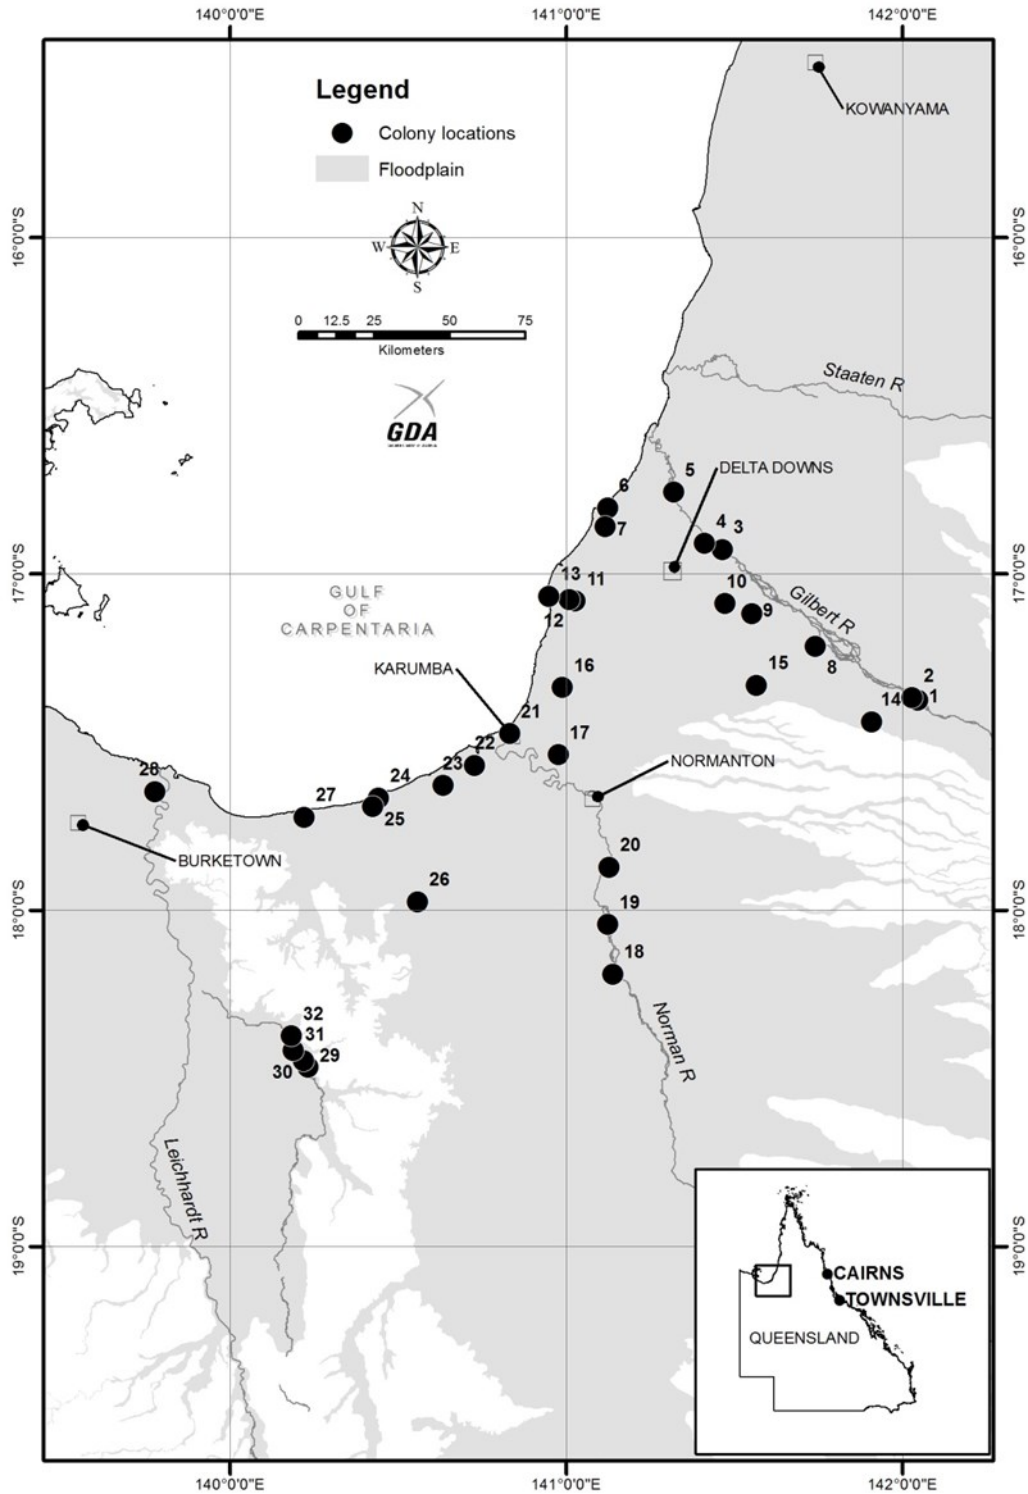 140°0'0"E
141°0'0"E
142°0'0"E
Legend
Colony locations
Floodplain
KOWANYAMA
N
W
E
S
16°0'0"S
16°0'0"S
0
12.5
25
50
75
Kilometers
GDA
Staaten R
DELTA DOWNS
5
6
7
4
3
17°0'0"S
17°0'0"S
GULF
OF
CARPENTARIA
13
11
12
10
9
Gilbert R
8
KARUMBA
16
15
2
1
14
21
17
22
NORMANTON
23
24
25
28
27
BURKETOWN
20
26
19
18°0'0"S
18°0'0"S
18
32
31
29
30
Norman R
Leichhardt R
19°0'0"S
19°0'0"S
CAIRNS
TOWNSVILLE
QUEENSLAND
140°0'0"E
141°0'0"E
142°0'0"E